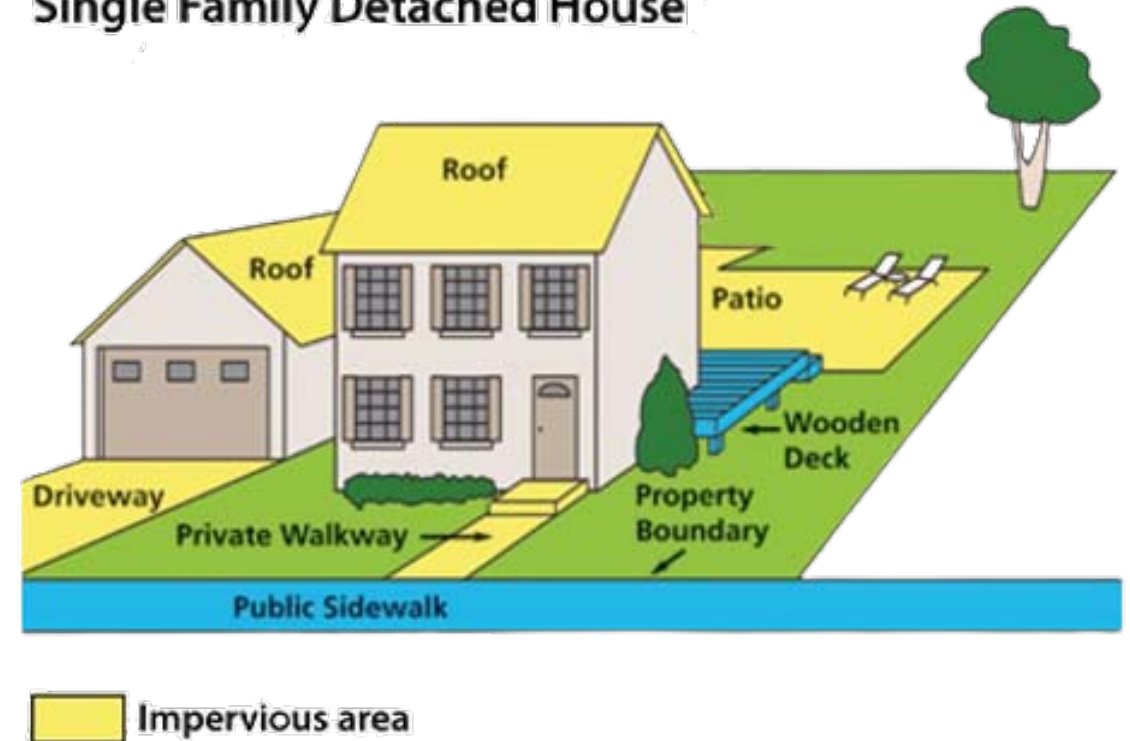 Single Family Detached House
Roof
Roof
Patio
Wooden
Deck
Driveway
Property
Boundary
Private Walkway
Public Sidewalk
Impervious area